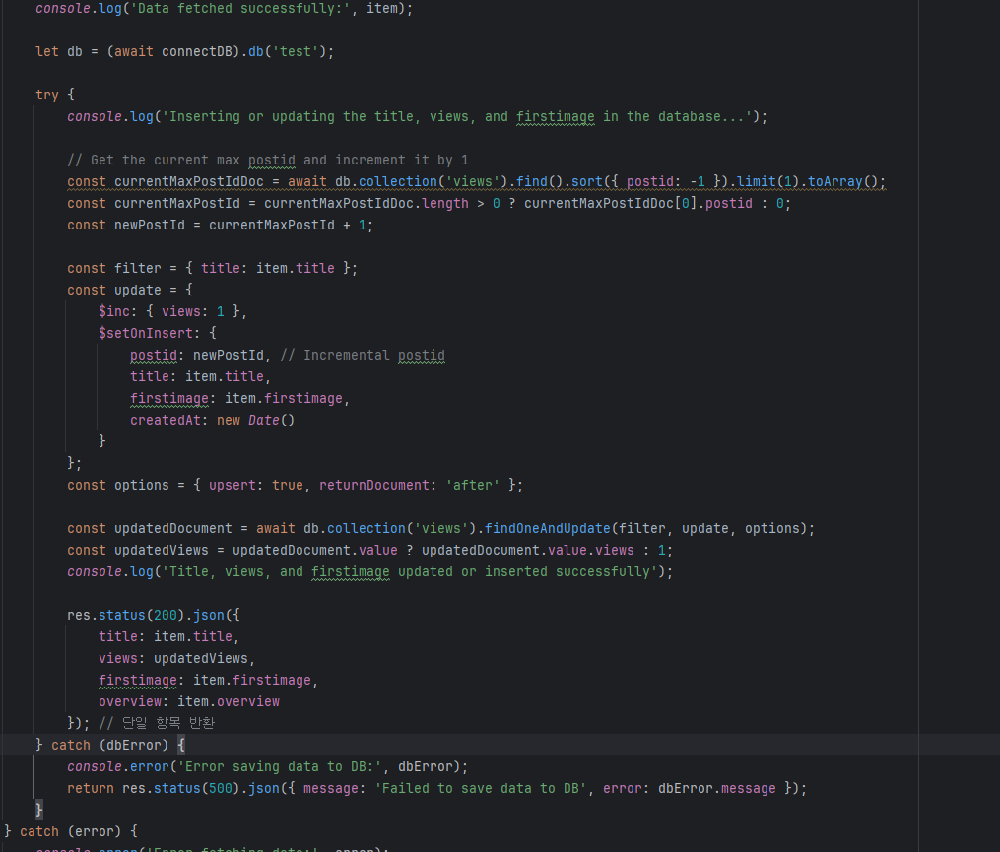 console.log('Data fetched successfully:', item);
let db = (await connectDB).db('test');
try {
console.log('Inserting or updating the title, views, and firstimage in the database...');
// Get the current max postid and increment it by 1
const currentMaxPostIdDoc = await db.collection('views').find().sort({ postid: -1 }).limit(1).toArray();
const currentMaxPostId = currentMaxPostIdDoc.length > 0 ? currentMaxPostIdDoc[0].postid : 0;
const newPostId = currentMaxPostId + 1;
const filter = { title: item.title };
const update = {
$inc: { views: 1 },
$setOnInsert: {
postid: newPostId, // Incremental postid
title: item.title,
firstimage: item.firstimage,
createdAt: new Date()
}
};
const options = { upsert: true, returnDocument: 'after' };
const updatedDocument = await db.collection('views').findOneAndUpdate(filter, update, options);
const updatedViews = updatedDocument.value ? updatedDocument.value.views : 1;
console.log('Title, views, and firstimage updated or inserted successfully');
res.status(200).json({
title: item.title,
views: updatedViews,
firstimage: item.firstimage,
overview: item.overview
}); // 단일 항목 반환
} catch (dbError) {
console.error('Error saving data to DB:', dbError);
return res.status(500).json({ message: 'Failed to save data to DB', error: dbError.message });
}
} catch (error) {
console.error('Error fetching data:', error);